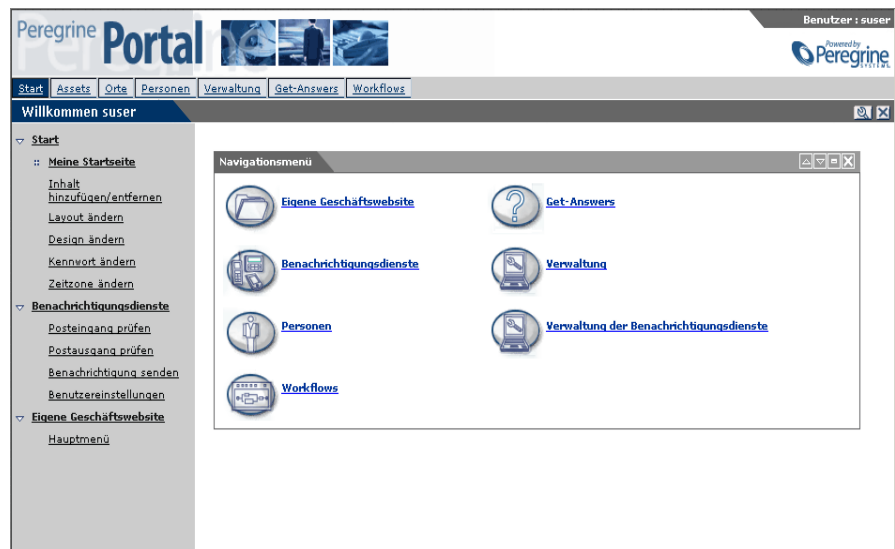 Benutzer : suser
Peregrine Portal
Powered by
Peregrine
SYSTEMS
Start Assets Orte Personen Verwaltung Get-Answers Workflows
Willkommen suser
Start
Meine Startseite
Inhalt
hinzufügen/entfernen
Layout ändern
Design ändern
Kennwort ändern
Zeitzone ändern
Benachrichtigungsdienste
Posteingang prüfen
Postausgang prüfen
Benachrichtigung senden
Benutzereinstellungen
Eigene Geschäftswebsite
Hauptmenü
Navigationsmenü
Eigene Geschäftswebsite
Get-Answers
Benachrichtigungsdienste
Verwaltung
Personen
Verwaltung der Benachrichtigungsdienste
Workflows